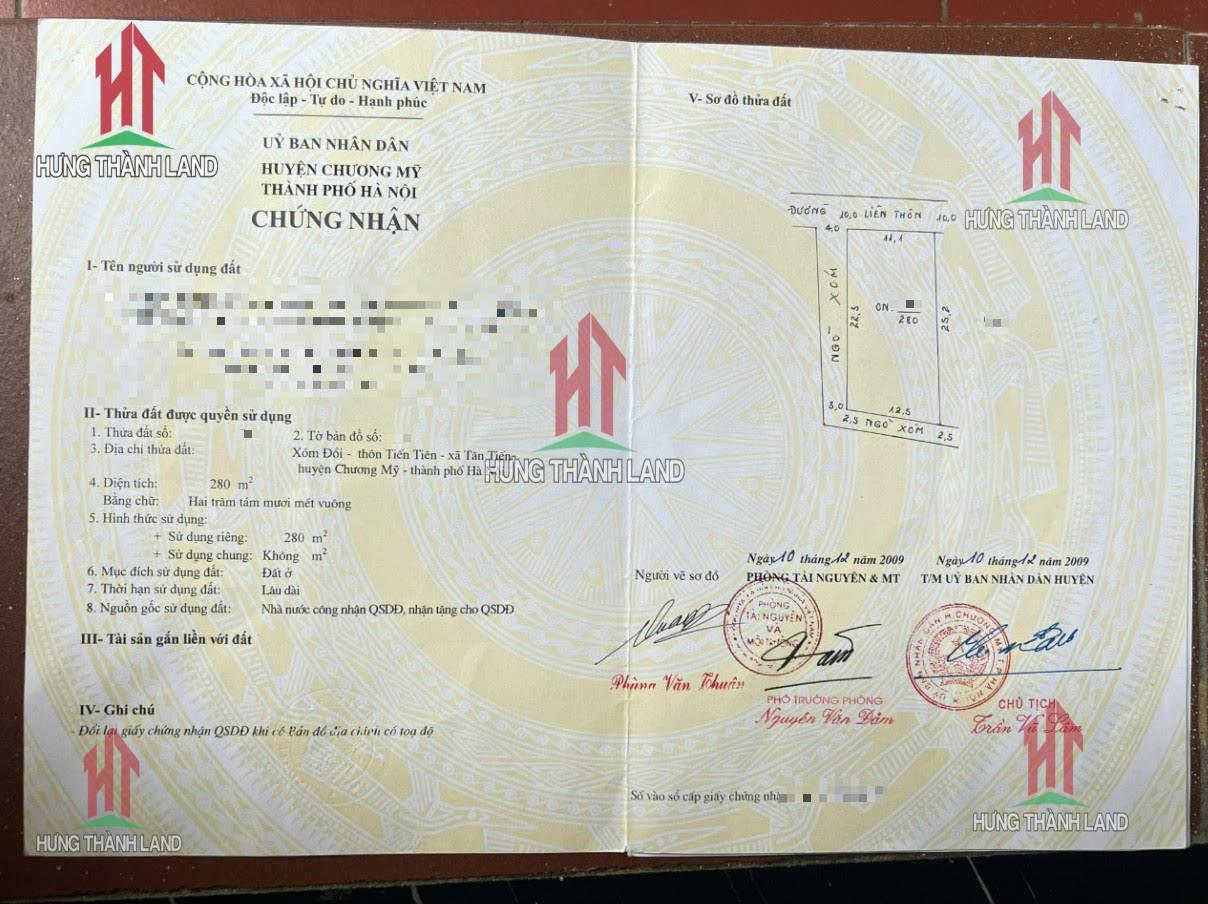 CỘNG HÒA XÃ HỘI CHỦ NGHĨA VIỆT NAM
Độc lập - Tự do - Hạnh phúc
UỶ BAN NHÂN DÂN
HUYỆN CHƯƠNG MỸ
THÀNH PHỐ HÀ NỘI
CHỨNG NHẬN
I- Tên người sử dụng đất
II- Thửa đất được quyền sử dụng
1. Thửa đất số:
2. Tờ bản đồ số:
3. Địa chỉ thửa đất: Xóm Đồi - thôn Tiến Tiên - xã Tân Tiến-
huyện Chương Mỹ - thành phố Hà
4. Diện tích: 280 m²
Bằng chữ: Hai trăm tám mươi mét vuông
5. Hình thức sử dụng:
+ Sử dụng riêng: 280 m²
+ Sử dụng chung: Không m²
6. Mục đích sử dụng đất: Đất ở
7. Thời hạn sử dụng đất: Lâu dài
8. Nguồn gốc sử dụng đất: Nhà nước công nhận QSDĐ, nhận tặng cho QSDĐ
III- Tài sản gắn liền với đất
IV- Ghi chú
- Đổi lại giấy chứng nhận QSDĐ khi có Bản đồ địa chính có toạ độ
V- Sơ đồ thửa đất
ĐƯỜNG 10,0 LIÊN THÔN 10,0
4,0
11,1
NGÕ XÓM
22,5
ON
280
25,2
3,0
12,5
2,5 NGÕ XÓM 2,5
Người vẽ sơ đồ
Phùng Văn Thuân
Ngày 10 tháng 12 năm 2009
PHÒNG TÀI NGUYÊN & MT
PHÒNG
TÀI NGUYÊN
VÀ
MÔI TRƯỜNG
PHÓ TRƯỞNG PHÒNG
Nguyễn Văn Đảm
Ngày 10 tháng 12 năm 2009
T/M UỶ BAN NHÂN DÂN HUYỆN
CHỦ TỊCH
Trần Vũ Lâm
Số vào sổ cấp giấy chứng
HƯNG THÀNH LAND
HƯNG THÀNH LAND
HƯNG THÀNH LAND
HƯNG THÀNH LAND
HƯNG THÀNH LAND